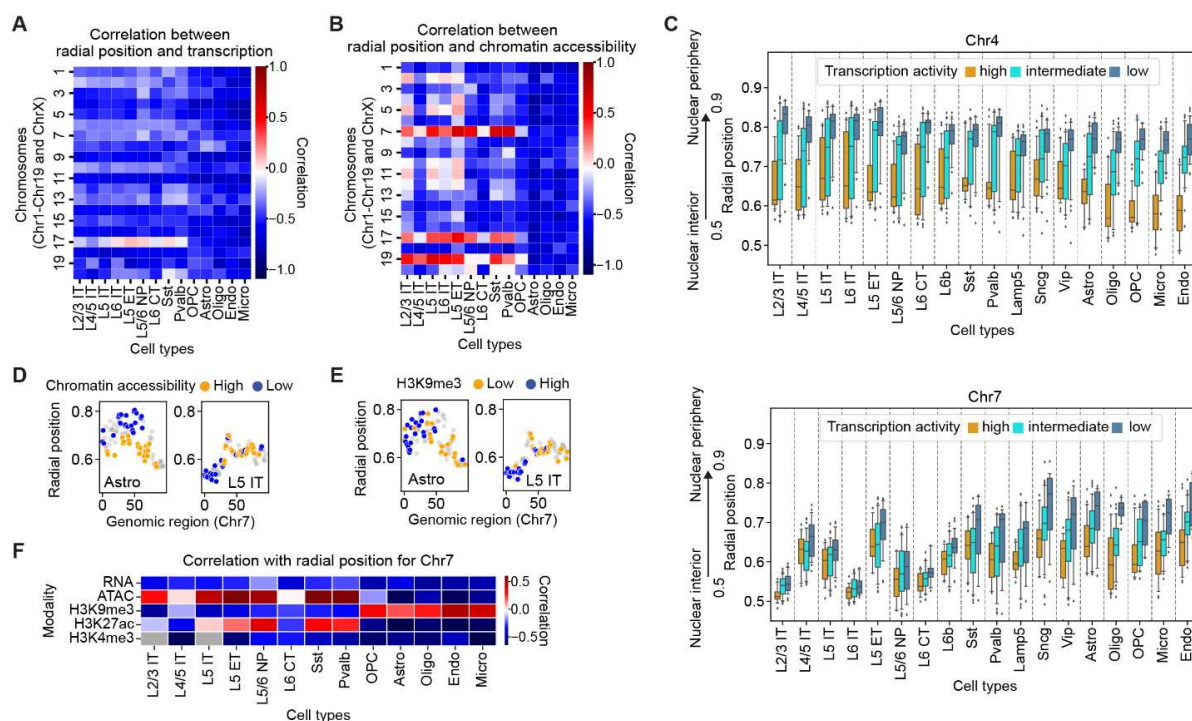 A
Correlation between
radial position and transcription
Chromosomes
(Chr1-Chr19 and ChrX)
1
3
5
7
9
11
13
15
17
19
1.0
0.5
0.0
−0.5
−1.0
Correlation
L2/3 IT
L4/5 IT
L5 IT
L6 IT
L5 ET
L5/6 NP
L6 CT
Sst
Pvalb
OPC
Astro
Oligo
Endo
Micro
Cell types
B
Correlation between
radial position and chromatin accessibility
Chromosomes
(Chr1-Chr19 and ChrX)
1
3
5
7
9
11
13
15
17
19
1.0
0.5
0.0
−0.5
−1.0
Correlation
L2/3 IT
L4/5 IT
L5 IT
L6 IT
L5 ET
L5/6 NP
L6 CT
Sst
Pvalb
OPC
Astro
Oligo
Endo
Micro
Cell types
C
Chr4
Transcription activity high intermediate low
Nuclear periphery
0.9
Radial position
Nuclear interior
0.5
0.9
0.8
0.7
0.6
0.5
L2/3 IT
L4/5 IT
L5 IT
L6 IT
L5 ET
L5/6 NP
L6 CT
L6b
Sst
Pvalb
Lamp5
Sncg
Vip
Astro
Oligo
OPC
Micro
Endo
Cell types
Chr7
Transcription activity high intermediate low
Nuclear periphery
0.9
Radial position
Nuclear interior
0.5
0.9
0.8
0.7
0.6
0.5
L2/3 IT
L4/5 IT
L5 IT
L6 IT
L5 ET
L5/6 NP
L6 CT
L6b
Sst
Pvalb
Lamp5
Sncg
Vip
Astro
Oligo
OPC
Micro
Endo
Cell types
D
Chromatin accessibility High Low
Radial position
0.8
0.6
Astro
L5 IT
0 50 0 50
Genomic region (Chr7)
E
H3K9me3 Low High
Radial position
0.8
0.6
Astro
L5 IT
0 50 0 50
Genomic region (Chr7)
F
Correlation with radial position for Chr7
Modality
RNA
ATAC
H3K9me3
H3K27ac
H3K4me3
0.5
0.0
−0.5
Correlation
L2/3 IT
L4/5 IT
L5 IT
L5 ET
L5/6 NP
L6 CT
Sst
Pvalb
OPC
Astro
Oligo
Endo
Micro
Cell types